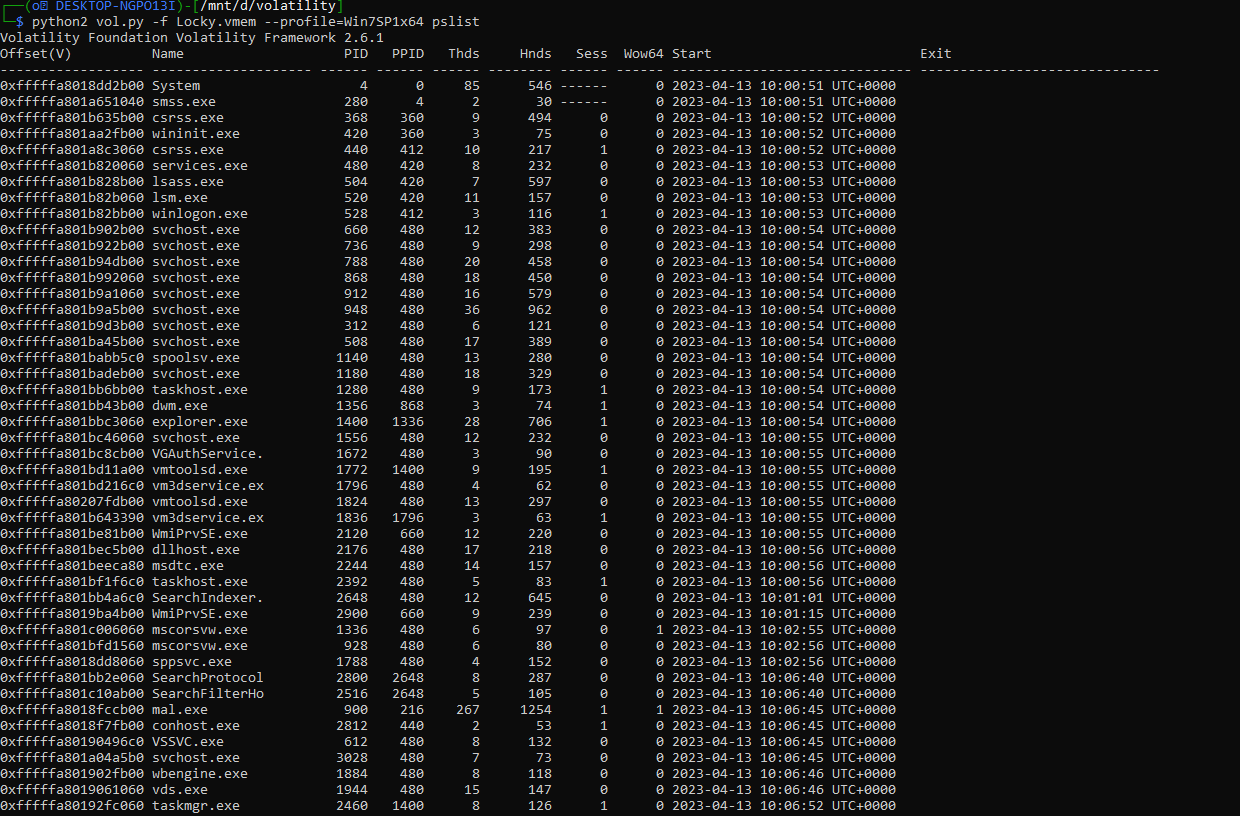 ┌──(o DESKTOP-NGPO13I)-[/mnt/d/volatility]
└─$ python2 vol.py -f Locky.vmem --profile=Win7SP1x64 pslist
Volatility Foundation Volatility Framework 2.6.1
Offset(V)          Name                    PID   PPID   Thds     Hnds   Sess  Wow64 Start                          Exit
------------------ -------------------- ------ ------ ------ -------- ------ ------ ------------------------------ ------------------------------
0xfffffa8018dd2b00 System                    4      0     85      546 ------      0 2023-04-13 10:00:51 UTC+0000
0xfffffa801a651040 smss.exe                280      4      2       30 ------      0 2023-04-13 10:00:51 UTC+0000
0xfffffa801b635b00 csrss.exe               368    360      9      494      0      0 2023-04-13 10:00:52 UTC+0000
0xfffffa801aa2fb00 wininit.exe             420    360      3       75      0      0 2023-04-13 10:00:52 UTC+0000
0xfffffa801a8c3060 csrss.exe               440    412     10      217      1      0 2023-04-13 10:00:52 UTC+0000
0xfffffa801b820060 services.exe            480    420      8      232      0      0 2023-04-13 10:00:53 UTC+0000
0xfffffa801b828b00 lsass.exe               504    420      7      597      0      0 2023-04-13 10:00:53 UTC+0000
0xfffffa801b82b060 lsm.exe                 520    420     11      157      0      0 2023-04-13 10:00:53 UTC+0000
0xfffffa801b82bb00 winlogon.exe            528    412      3      116      1      0 2023-04-13 10:00:53 UTC+0000
0xfffffa801b902b00 svchost.exe             660    480     12      383      0      0 2023-04-13 10:00:54 UTC+0000
0xfffffa801b922b00 svchost.exe             736    480      9      298      0      0 2023-04-13 10:00:54 UTC+0000
0xfffffa801b94db00 svchost.exe             788    480     20      458      0      0 2023-04-13 10:00:54 UTC+0000
0xfffffa801b992060 svchost.exe             868    480     18      450      0      0 2023-04-13 10:00:54 UTC+0000
0xfffffa801b9a1060 svchost.exe             912    480     16      579      0      0 2023-04-13 10:00:54 UTC+0000
0xfffffa801b9a5b00 svchost.exe             948    480     36      962      0      0 2023-04-13 10:00:54 UTC+0000
0xfffffa801b9d3b00 svchost.exe             312    480      6      121      0      0 2023-04-13 10:00:54 UTC+0000
0xfffffa801ba45b00 svchost.exe             508    480     17      389      0      0 2023-04-13 10:00:54 UTC+0000
0xfffffa801babb5c0 spoolsv.exe            1140    480     13      280      0      0 2023-04-13 10:00:54 UTC+0000
0xfffffa801badeb00 svchost.exe            1180    480     18      329      0      0 2023-04-13 10:00:54 UTC+0000
0xfffffa801bb6bb00 taskhost.exe           1280    480      9      173      1      0 2023-04-13 10:00:54 UTC+0000
0xfffffa801bb43b00 dwm.exe                1356    868      3       74      1      0 2023-04-13 10:00:54 UTC+0000
0xfffffa801bbc3060 explorer.exe           1400   1336     28      706      1      0 2023-04-13 10:00:54 UTC+0000
0xfffffa801bc46060 svchost.exe            1556    480     12      232      0      0 2023-04-13 10:00:55 UTC+0000
0xfffffa801bc8cb00 VGAuthService.         1672    480      3       90      0      0 2023-04-13 10:00:55 UTC+0000
0xfffffa801bd11a00 vmtoolsd.exe           1772   1400      9      195      1      0 2023-04-13 10:00:55 UTC+0000
0xfffffa801bd216c0 vm3dservice.ex         1796    480      4       62      0      0 2023-04-13 10:00:55 UTC+0000
0xfffffa80207fdb00 vmtoolsd.exe           1824    480     13      297      0      0 2023-04-13 10:00:55 UTC+0000
0xfffffa801b643390 vm3dservice.ex         1836   1796      3       63      1      0 2023-04-13 10:00:55 UTC+0000
0xfffffa801be81b00 WmiPrvSE.exe           2120    660     12      220      0      0 2023-04-13 10:00:55 UTC+0000
0xfffffa801bec5b00 dllhost.exe            2176    480     17      218      0      0 2023-04-13 10:00:56 UTC+0000
0xfffffa801beeca80 msdtc.exe              2244    480     14      157      0      0 2023-04-13 10:00:56 UTC+0000
0xfffffa801bf1f6c0 taskhost.exe           2392    480      5       83      1      0 2023-04-13 10:00:56 UTC+0000
0xfffffa801bb4a6c0 SearchIndexer.         2648    480     12      645      0      0 2023-04-13 10:01:01 UTC+0000
0xfffffa8019ba4b00 WmiPrvSE.exe           2900    660      9      239      0      0 2023-04-13 10:01:15 UTC+0000
0xfffffa801c006060 mscorsvw.exe           1336    480      6       97      0      1 2023-04-13 10:02:55 UTC+0000
0xfffffa801bfd1560 mscorsvw.exe            928    480      6       80      0      0 2023-04-13 10:02:56 UTC+0000
0xfffffa8018dd8060 sppsvc.exe             1788    480      4      152      0      0 2023-04-13 10:02:56 UTC+0000
0xfffffa801bb2e060 SearchProtocol         2800   2648      8      287      0      0 2023-04-13 10:06:40 UTC+0000
0xfffffa801c10ab00 SearchFilterHo         2516   2648      5      105      0      0 2023-04-13 10:06:40 UTC+0000
0xfffffa8018fccb00 mal.exe                 900    216    267     1254      1      1 2023-04-13 10:06:45 UTC+0000
0xfffffa8018f7fb00 conhost.exe            2812    440      2       53      1      0 2023-04-13 10:06:45 UTC+0000
0xfffffa80190496c0 VSSVC.exe               612    480      8      132      0      0 2023-04-13 10:06:45 UTC+0000
0xfffffa801a04a5b0 svchost.exe            3028    480      7       73      0      0 2023-04-13 10:06:45 UTC+0000
0xfffffa801902fb00 wbengine.exe           1884    480      8      118      0      0 2023-04-13 10:06:46 UTC+0000
0xfffffa8019061060 vds.exe                1944    480     15      147      0      0 2023-04-13 10:06:46 UTC+0000
0xfffffa80192fc060 taskmgr.exe            2460   1400      8      126      1      0 2023-04-13 10:06:52 UTC+0000